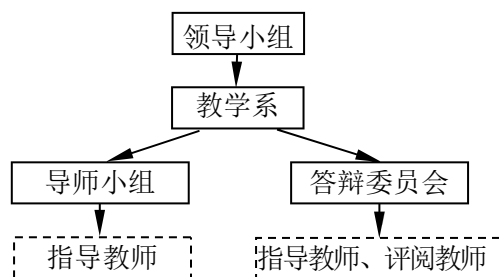 领导小组
教学系
导师小组
答辩委员会
指导教师
指导教师、评阅教师